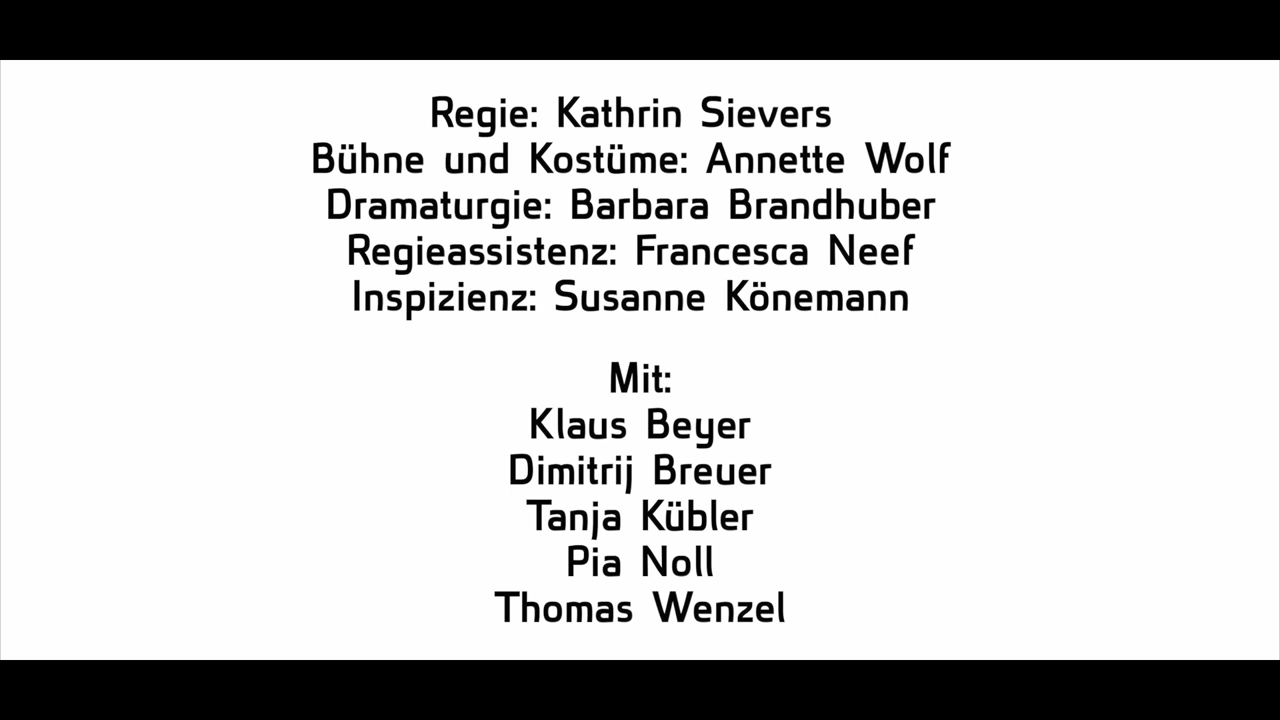 Regie: Kathrin Sievers
Bühne und Kostüme: Annette Wolf
Dramaturgie: Barbara Brandhuber
Regieassistenz: Francesca Neef
Inspizienz: Susanne Könemann
Mit:
Klaus Beyer
Dimitrij Breuer
Tanja Kübler
Pia Noll
Thomas Wenzel